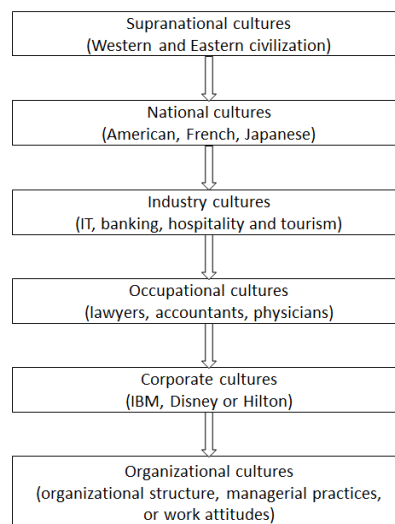 Supranational cultures
(Western and Eastern civilization)
National cultures
(American, French, Japanese)
Industry cultures
(IT, banking, hospitality and tourism)
Occupational cultures
(lawyers, accountants, physicians)
Corporate cultures
(IBM, Disney or Hilton)
Organizational cultures
(organizational structure, managerial practices,
or work attitudes)